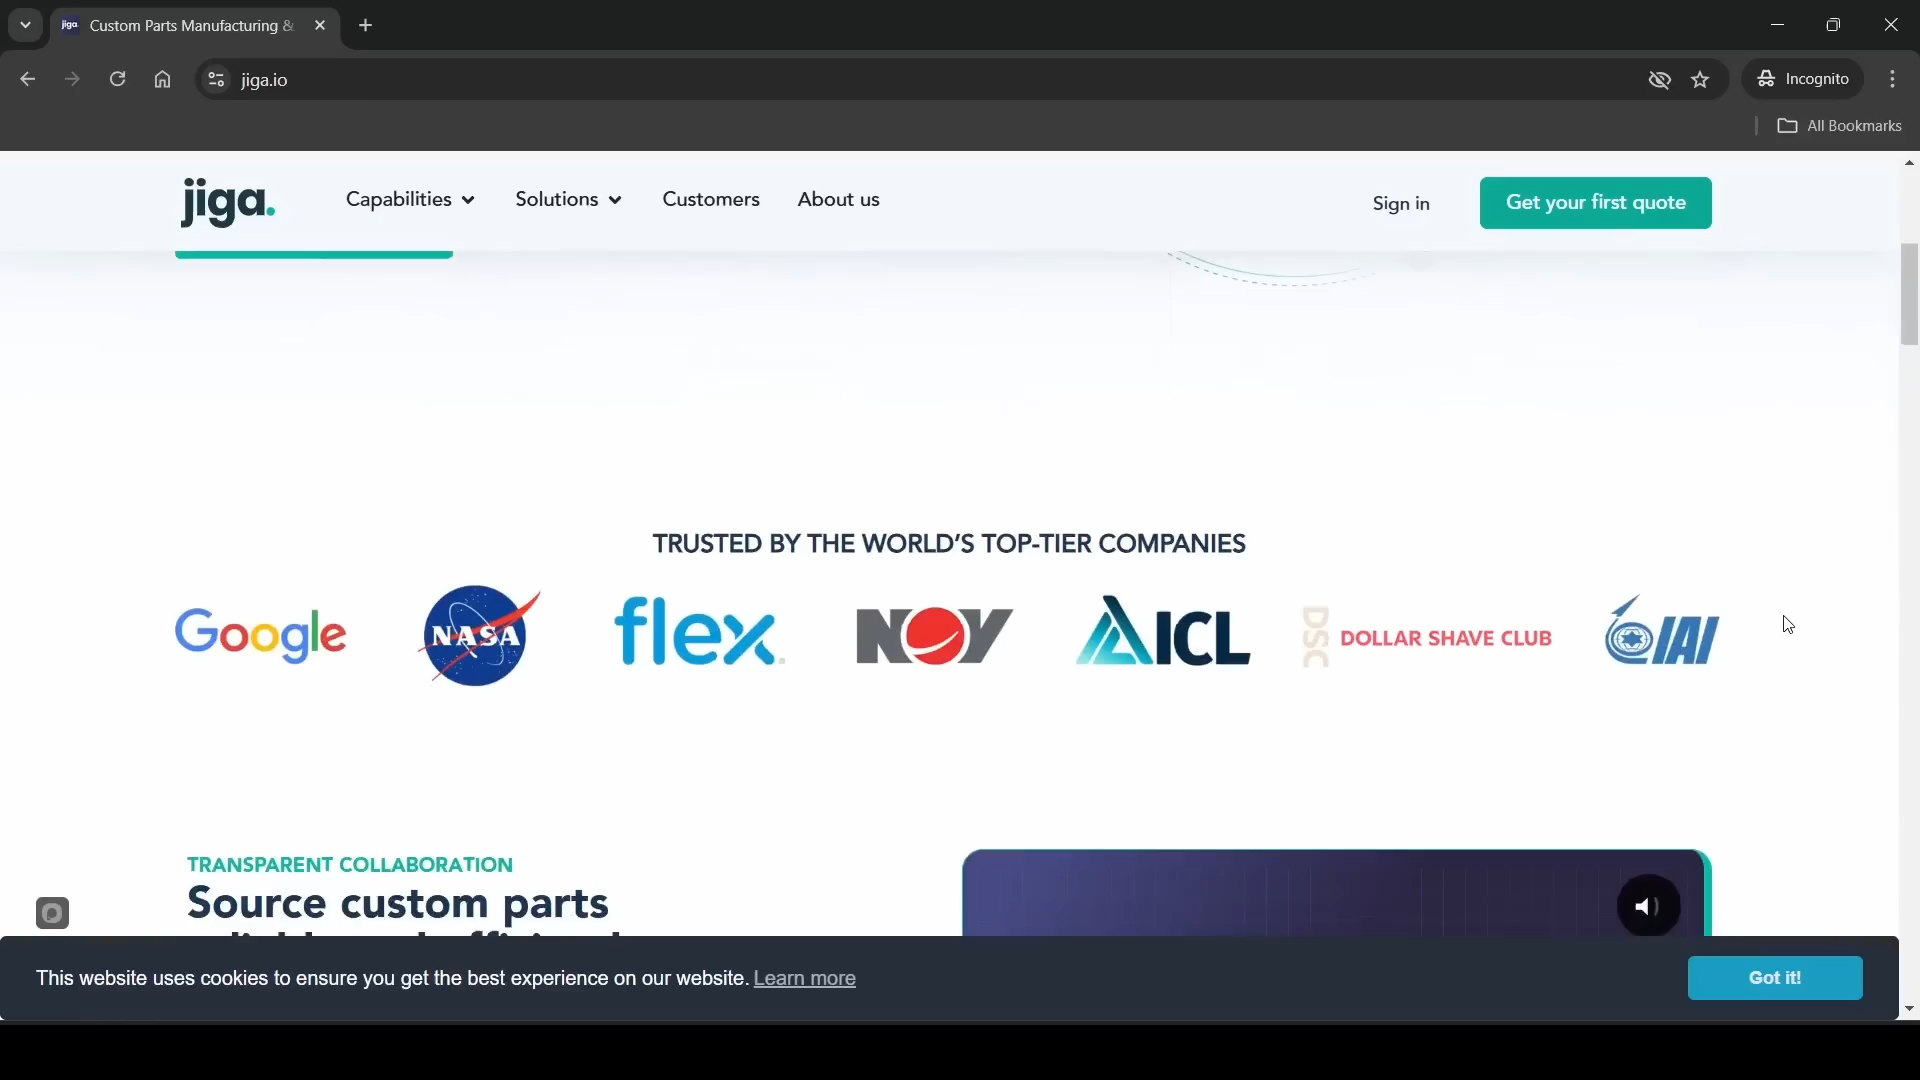 jiga. Custom Parts Manufacturing &
jiga.io
Incognito
All Bookmarks
jiga.
Capabilities
Solutions
Customers
About us
Sign in
Get your first quote
TRUSTED BY THE WORLD'S TOP-TIER COMPANIES
Google
NASA
flex
NOY
ICL
DSC DOLLAR SHAVE CLUB
IAI
TRANSPARENT COLLABORATION
Source custom parts
This website uses cookies to ensure you get the best experience on our website. Learn more
Got it!